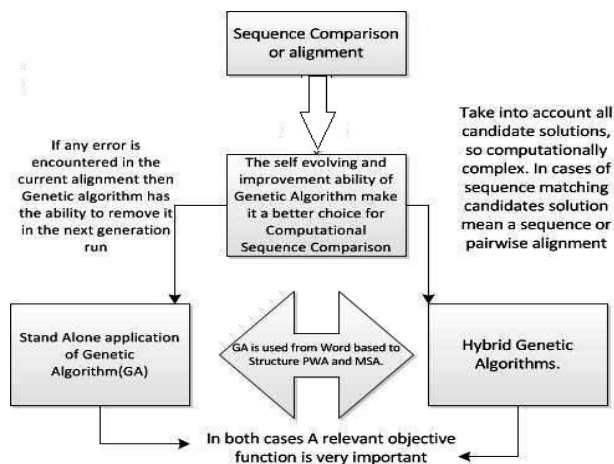 Sequence Comparison
or alignment
If any error is
encountered in the
current alignment then
Genetic algorithm has
the ability to remove it
in the next generation
run
The self evolving and
improvement ability of
Genetic Algorithm make
it a better choice for
Computational
Sequence Comparison
Take into account all
candidate solutions,
so computationally
complex. In cases of
sequence matching
candidates solution
mean a sequence or
pairwise alignment
Stand Alone application
of Genetic
Algorithm(GA)
GA is used from Word based to
Structure PWA and MSA.
Hybrid Genetic
Algorithms.
In both cases A relevant objective
function is very important